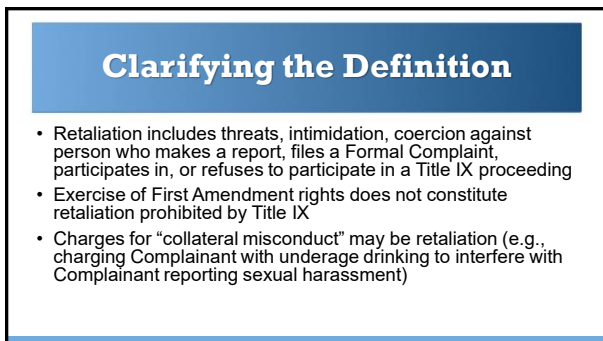 Clarifying the Definition
• Retaliation includes threats, intimidation, coercion against
person who makes a report, files a Formal Complaint,
participates in, or refuses to participate in a Title IX proceeding
• Exercise of First Amendment rights does not constitute
retaliation prohibited by Title IX
• Charges for “collateral misconduct” may be retaliation (e.g.,
charging Complainant with underage drinking to interfere with
Complainant reporting sexual harassment)